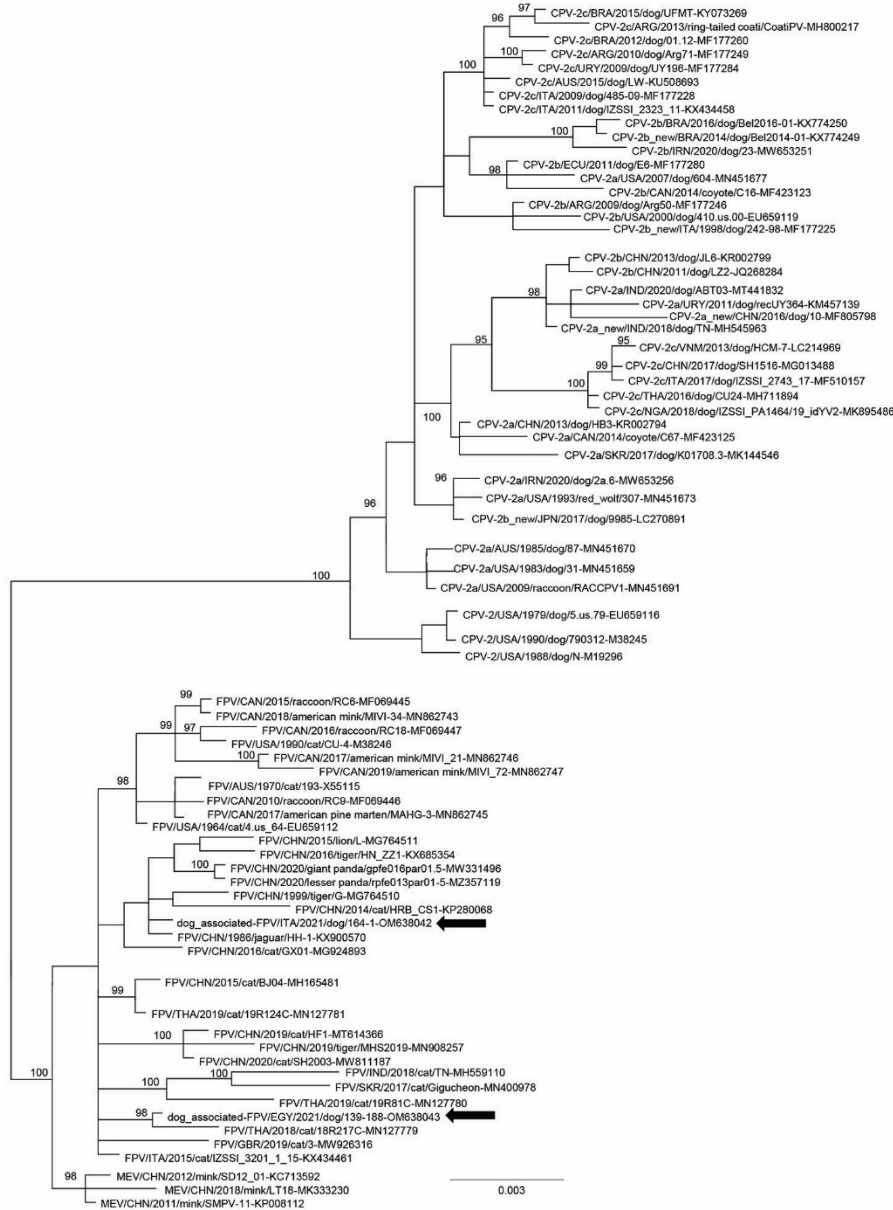 97
CPV-2c/BRA/2015/dog/UFMT-KY073269
96
CPV-2c/ARG/2013/ring-tailed coati/CoatiPV-MH800217
CPV-2c/BRA/2012/dog/01.12-MF177260
100
CPV-2c/ARG/2010/dog/Arg71-MF177249
100
CPV-2c/URY/2009/dog/UY196-MF177284
CPV-2c/AUS/2015/dog/LW-KU508693
CPV-2c/ITA/2009/dog/485-09-MF177228
CPV-2c/ITA/2011/dog/IZSSI_2323_11-KX434458
CPV-2b/BRA/2016/dog/Bel2016-01-KX774250
100
CPV-2b_new/BRA/2014/dog/Bel2014-01-KX774249
CPV-2b/IRN/2020/dog/23-MW653251
CPV-2b/ECU/2011/dog/E6-MF177280
98
CPV-2a/USA/2007/dog/604-MN451677
CPV-2b/CAN/2014/coyote/C16-MF423123
CPV-2b/ARG/2009/dog/Arg50-MF177246
CPV-2b/USA/2000/dog/410.us.00-EU659119
CPV-2b_new/ITA/1998/dog/242-98-MF177225
CPV-2b/CHN/2013/dog/JL6-KR002799
CPV-2b/CHN/2011/dog/LZ2-JQ268284
98
CPV-2a/IND/2020/dog/ABT03-MT441832
CPV-2a/URY/2011/dog/recUY364-KM457139
CPV-2a_new/CHN/2016/dog/10-MF805798
CPV-2a_new/IND/2018/dog/TN-MH545963
95
95
CPV-2c/VNM/2013/dog/HCM-7-LC214969
99
CPV-2c/CHN/2017/dog/SH1516-MG013488
CPV-2c/ITA/2017/dog/IZSSI_2743_17-MF510157
100
CPV-2c/THA/2016/dog/CU24-MH711894
CPV-2c/NGA/2018/dog/IZSSI_PA1464/19_idYV2-MK895486
100
CPV-2a/CHN/2013/dog/HB3-KR002794
CPV-2a/CAN/2014/coyote/C67-MF423125
CPV-2a/SKR/2017/dog/K01708.3-MK144546
96
CPV-2a/IRN/2020/dog/2a.6-MW653256
CPV-2a/USA/1993/red_wolf/307-MN451673
96
CPV-2b_new/JPN/2017/dog/9985-LC270891
CPV-2a/AUS/1985/dog/87-MN451670
CPV-2a/USA/1983/dog/31-MN451659
100
CPV-2a/USA/2009/raccoon/RACCPV1-MN451691
CPV-2/USA/1979/dog/5.us.79-EU659116
CPV-2/USA/1990/dog/790312-M38245
CPV-2/USA/1988/dog/N-M19296
99
FPV/CAN/2015/raccoon/RC6-MF069445
FPV/CAN/2018/american mink/MIVI-34-MN862743
99
97
FPV/CAN/2016/raccoon/RC18-MF069447
FPV/USA/1990/cat/CU-4-M38246
FPV/CAN/2017/american mink/MIVI_21-MN862746
100
FPV/CAN/2019/american mink/MIVI_72-MN862747
98
FPV/AUS/1970/cat/193-X55115
FPV/CAN/2010/raccoon/RC9-MF069446
FPV/CAN/2017/american pine marten/MAHG-3-MN862745
FPV/USA/1964/cat/4.us_64-EU659112
FPV/CHN/2015/lion/L-MG764511
FPV/CHN/2016/tiger/HN_ZZ1-KX685354
100
FPV/CHN/2020/giant panda/gpfe016par01.5-MW331496
FPV/CHN/2020/lesser panda/rpfe013par01-5-MZ357119
FPV/CHN/1999/tiger/G-MG764510
FPV/CHN/2014/cat/HRB_CS1-KP280068
dog_associated-FPV/ITA/2021/dog/164-1-OM638042
FPV/CHN/1986/jaguar/HH-1-KX900570
FPV/CHN/2016/cat/GX01-MG924893
99
FPV/CHN/2015/cat/BJ04-MH165481
FPV/THA/2019/cat/19R124C-MN127781
100
FPV/CHN/2019/cat/HF1-MT614366
FPV/CHN/2019/tiger/MHS2019-MN908257
FPV/CHN/2020/cat/SH2003-MW811187
100
100
FPV/IND/2018/cat/TN-MH559110
100
FPV/SKR/2017/cat/Gigucheon-MN400978
FPV/THA/2019/cat/19R81C-MN127780
98
dog_associated-FPV/EGY/2021/dog/139-188-OM638043
FPV/THA/2018/cat/18R217C-MN127779
FPV/GBR/2019/cat/3-MW926316
FPV/ITA/2015/cat/IZSSI_3201_1_15-KX434461
98
MEV/CHN/2012/mink/SD12_01-KC713592
MEV/CHN/2018/mink/LT18-MK333230
MEV/CHN/2011/mink/SMPV-11-KP008112
0.003